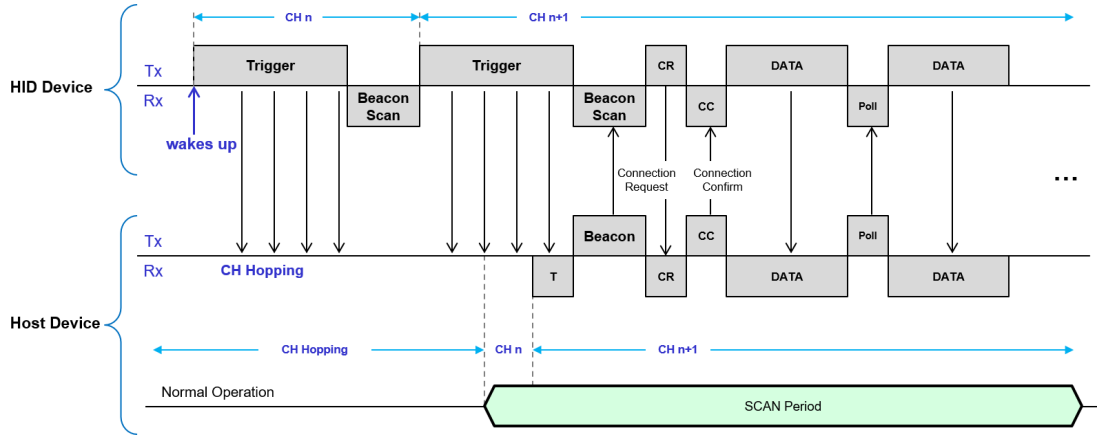 CH n
CH n+1
Trigger
Trigger
CR
DATA
DATA
Tx
HID Device
Rx
Beacon
Scan
Beacon
Scan
CC
Poll
wakes up
Connection
Request
Connection
Confirm
...
Tx
Beacon
CC
Poll
Rx
CH Hopping
T
CR
DATA
DATA
Host Device
CH Hopping
CH n
CH n+1
Normal Operation
SCAN Period